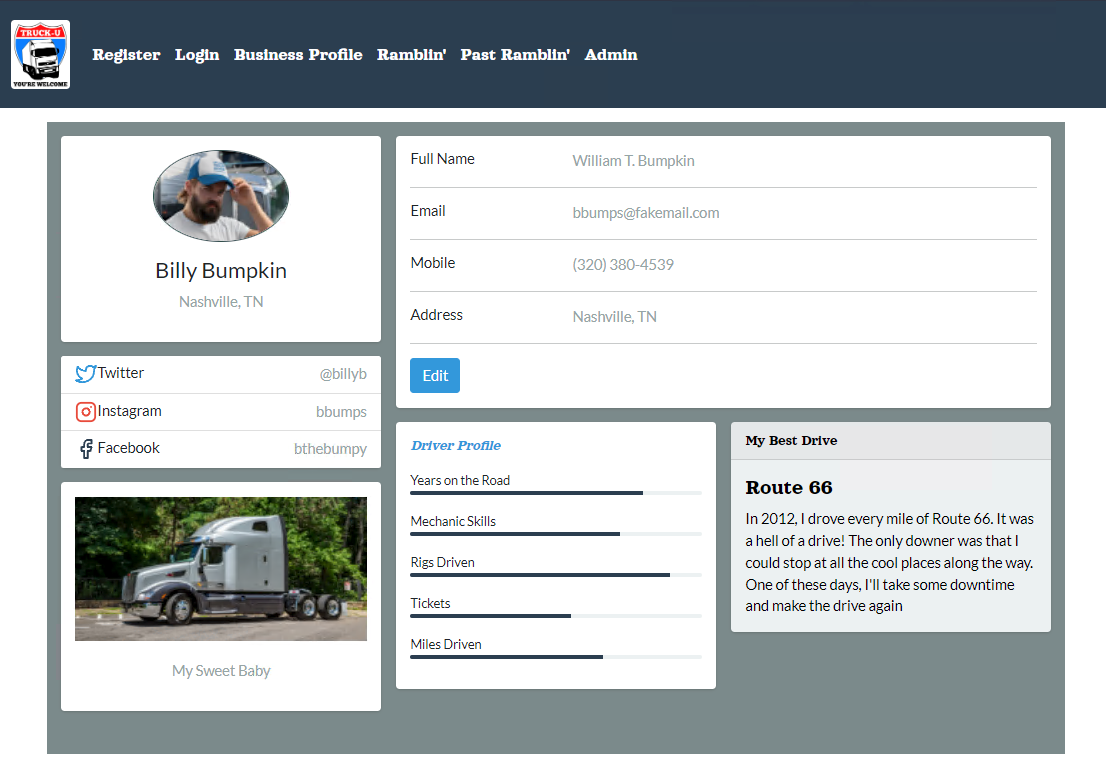 TRUCK-U
YOU'RE WELCOME
Register Login Business Profile Ramblin' Past Ramblin' Admin
Billy Bumpkin
Nashville, TN
Twitter @billyb
Instagram bbumps
Facebook bthebumpy
My Sweet Baby
Full Name William T. Bumpkin
Email bbumps@fakemail.com
Mobile (320) 380-4539
Address Nashville, TN
Edit
Driver Profile
Years on the Road
Mechanic Skills
Rigs Driven
Tickets
Miles Driven
My Best Drive
Route 66
In 2012, I drove every mile of Route 66. It was
a hell of a drive! The only downer was that I
could stop at all the cool places along the way.
One of these days, I'll take some downtime
and make the drive again